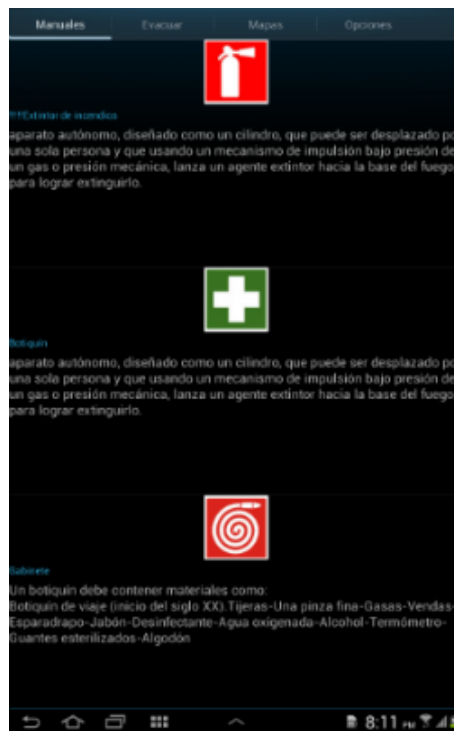 Manuales Evacuar Mapas Opciones
!!!!Extintor de incendios
aparato autónomo, diseñado como un cilindro, que puede ser desplazado po
una sola persona y que usando un mecanismo de impulsión bajo presión de
un gas o presión mecánica, lanza un agente extintor hacia la base del fuego
para lograr extinguirlo.
Botiquin
aparato autónomo, diseñado como un cilindro, que puede ser desplazado po
una sola persona y que usando un mecanismo de impulsión bajo presión de
un gas o presión mecánica, lanza un agente extintor hacia la base del fuego
para lograr extinguirlo.
Gabinete
Un botiquin debe contener materiales como:
Botiquin de viaje (inicio del siglo XX).Tijeras-Una pinza fina-Gasas-Vendas-
Esparadrapo-Jabón-Desinfectante-Agua oxigenada-Alcohol-Termómetro-
Guantes esterilizados-Algodón
8:11 PM